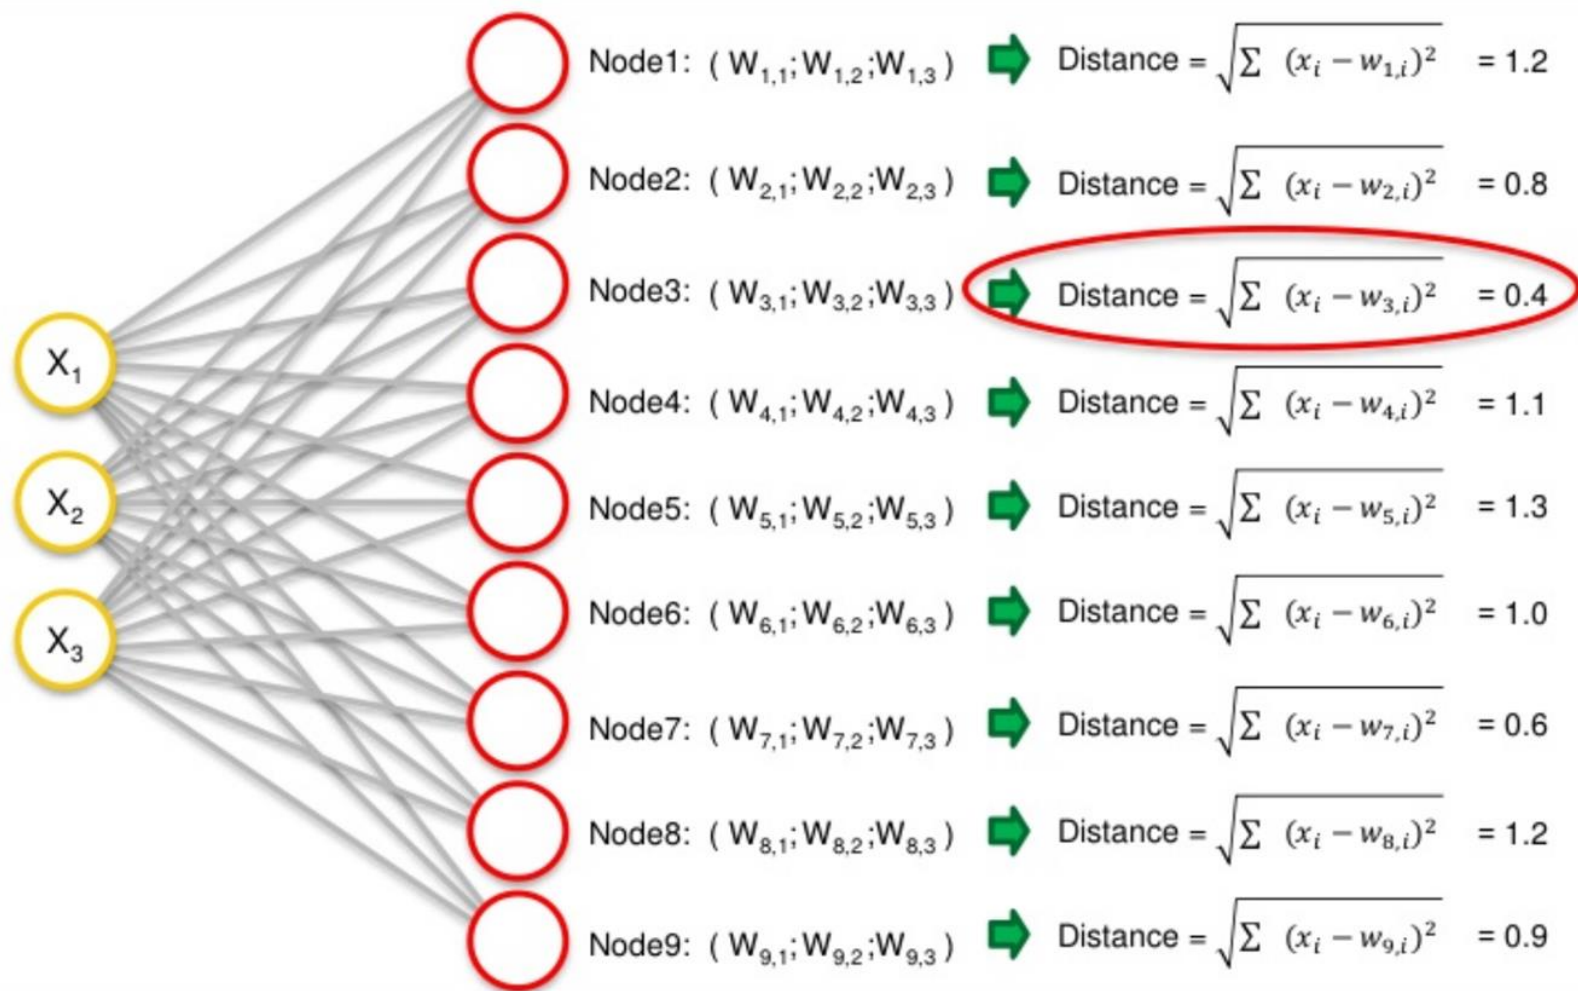 Node1: ( W1,1; W1,2 ;W1,3 ) Distance = √∑ (xᵢ − w1,i)² = 1.2
Node2: ( W2,1; W2,2 ;W2,3 ) Distance = √∑ (xᵢ − w2,i)² = 0.8
Node3: ( W3,1; W3,2 ;W3,3 ) Distance = √∑ (xᵢ − w3,i)² = 0.4
X1
Node4: ( W4,1; W4,2 ;W4,3 ) Distance = √∑ (xᵢ − w4,i)² = 1.1
X2
Node5: ( W5,1; W5,2 ;W5,3 ) Distance = √∑ (xᵢ − w5,i)² = 1.3
Node6: ( W6,1; W6,2 ;W6,3 ) Distance = √∑ (xᵢ − w6,i)² = 1.0
X3
Node7: ( W7,1; W7,2 ;W7,3 ) Distance = √∑ (xᵢ − w7,i)² = 0.6
Node8: ( W8,1; W8,2 ;W8,3 ) Distance = √∑ (xᵢ − w8,i)² = 1.2
Node9: ( W9,1; W9,2 ;W9,3 ) Distance = √∑ (xᵢ − w9,i)² = 0.9